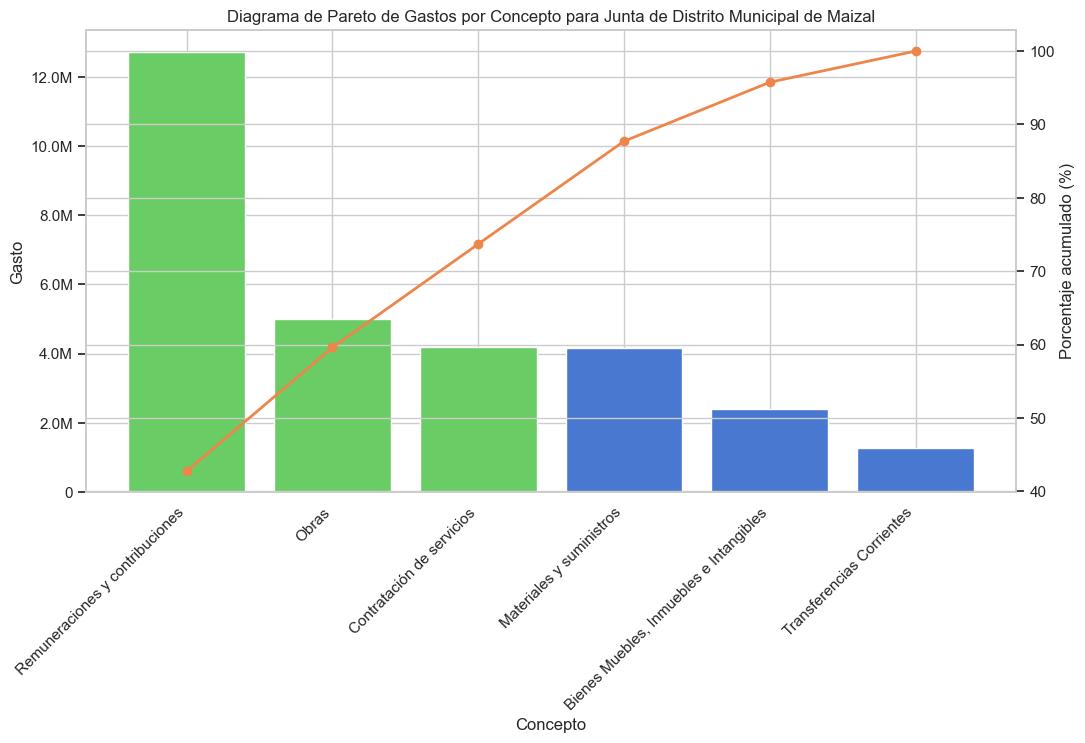 Diagrama de Pareto de Gastos por Concepto para Junta de Distrito Municipal de Maizal
Gasto
12.0M
10.0M
8.0M
6.0M
4.0M
2.0M
0
100
90
80
70
60
50
40
Porcentaje acumulado (%)
Remuneraciones y contribuciones
Obras
Contratación de servicios
Materiales y suministros
Bienes Muebles, Inmuebles e Intangibles
Transferencias Corrientes
Concepto